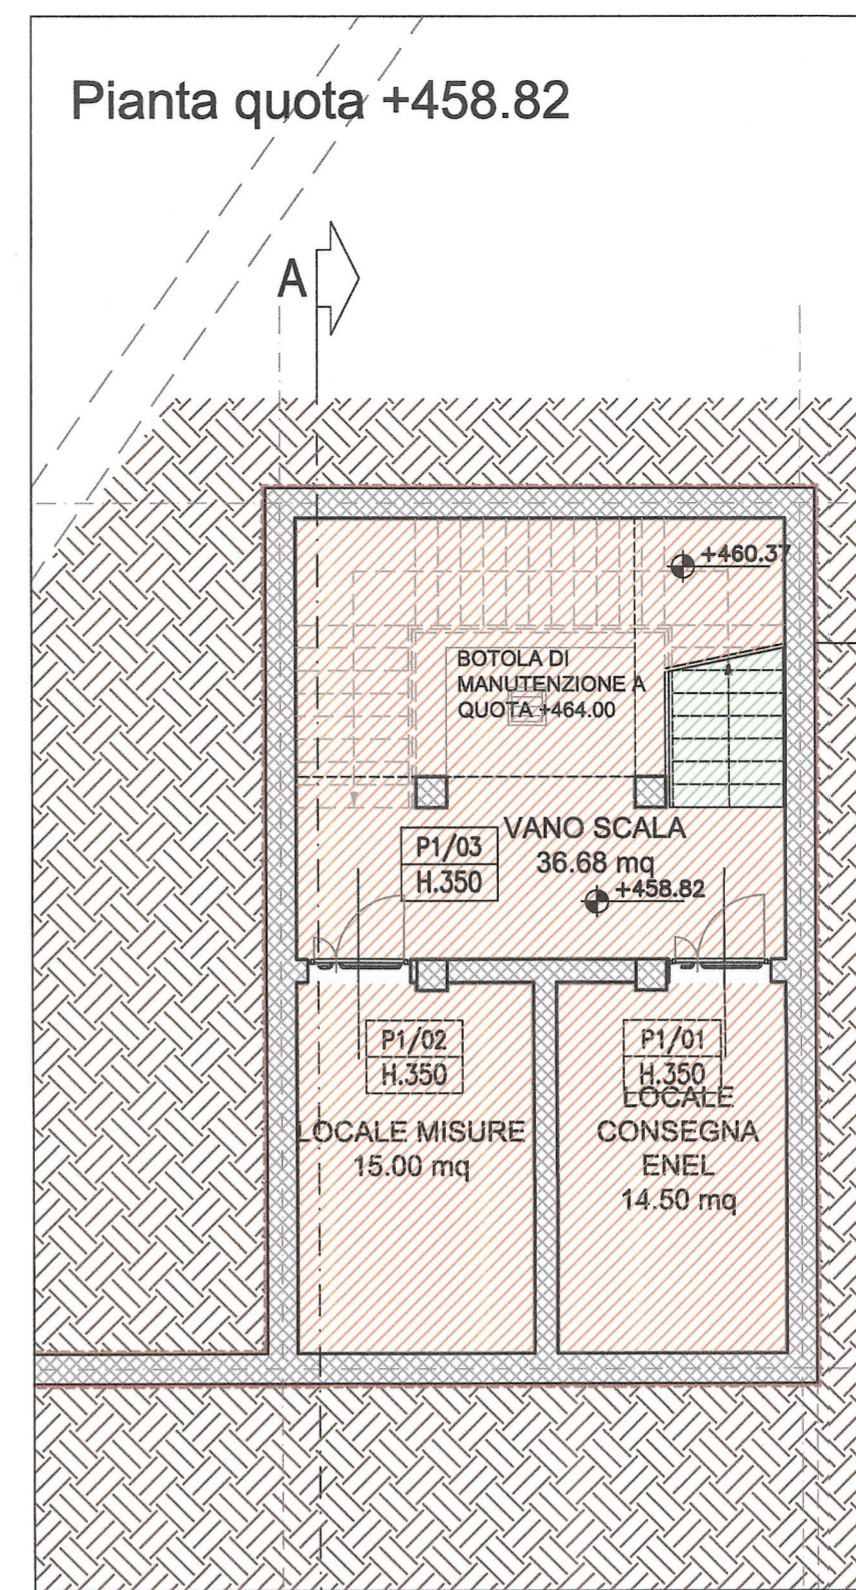 Pianta quota +458.82
A
+460.37
BOTOLA DI
MANUTENZIONE A
QUOTA +464.00
VANO SCALA
36.68 mq
P1/03
H.350
+458.82
P1/02
H.350
LOCALE MISURE
15.00 mq
P1/01
H.350
LOCALE
CONSEGNA
ENEL
14.50 mq